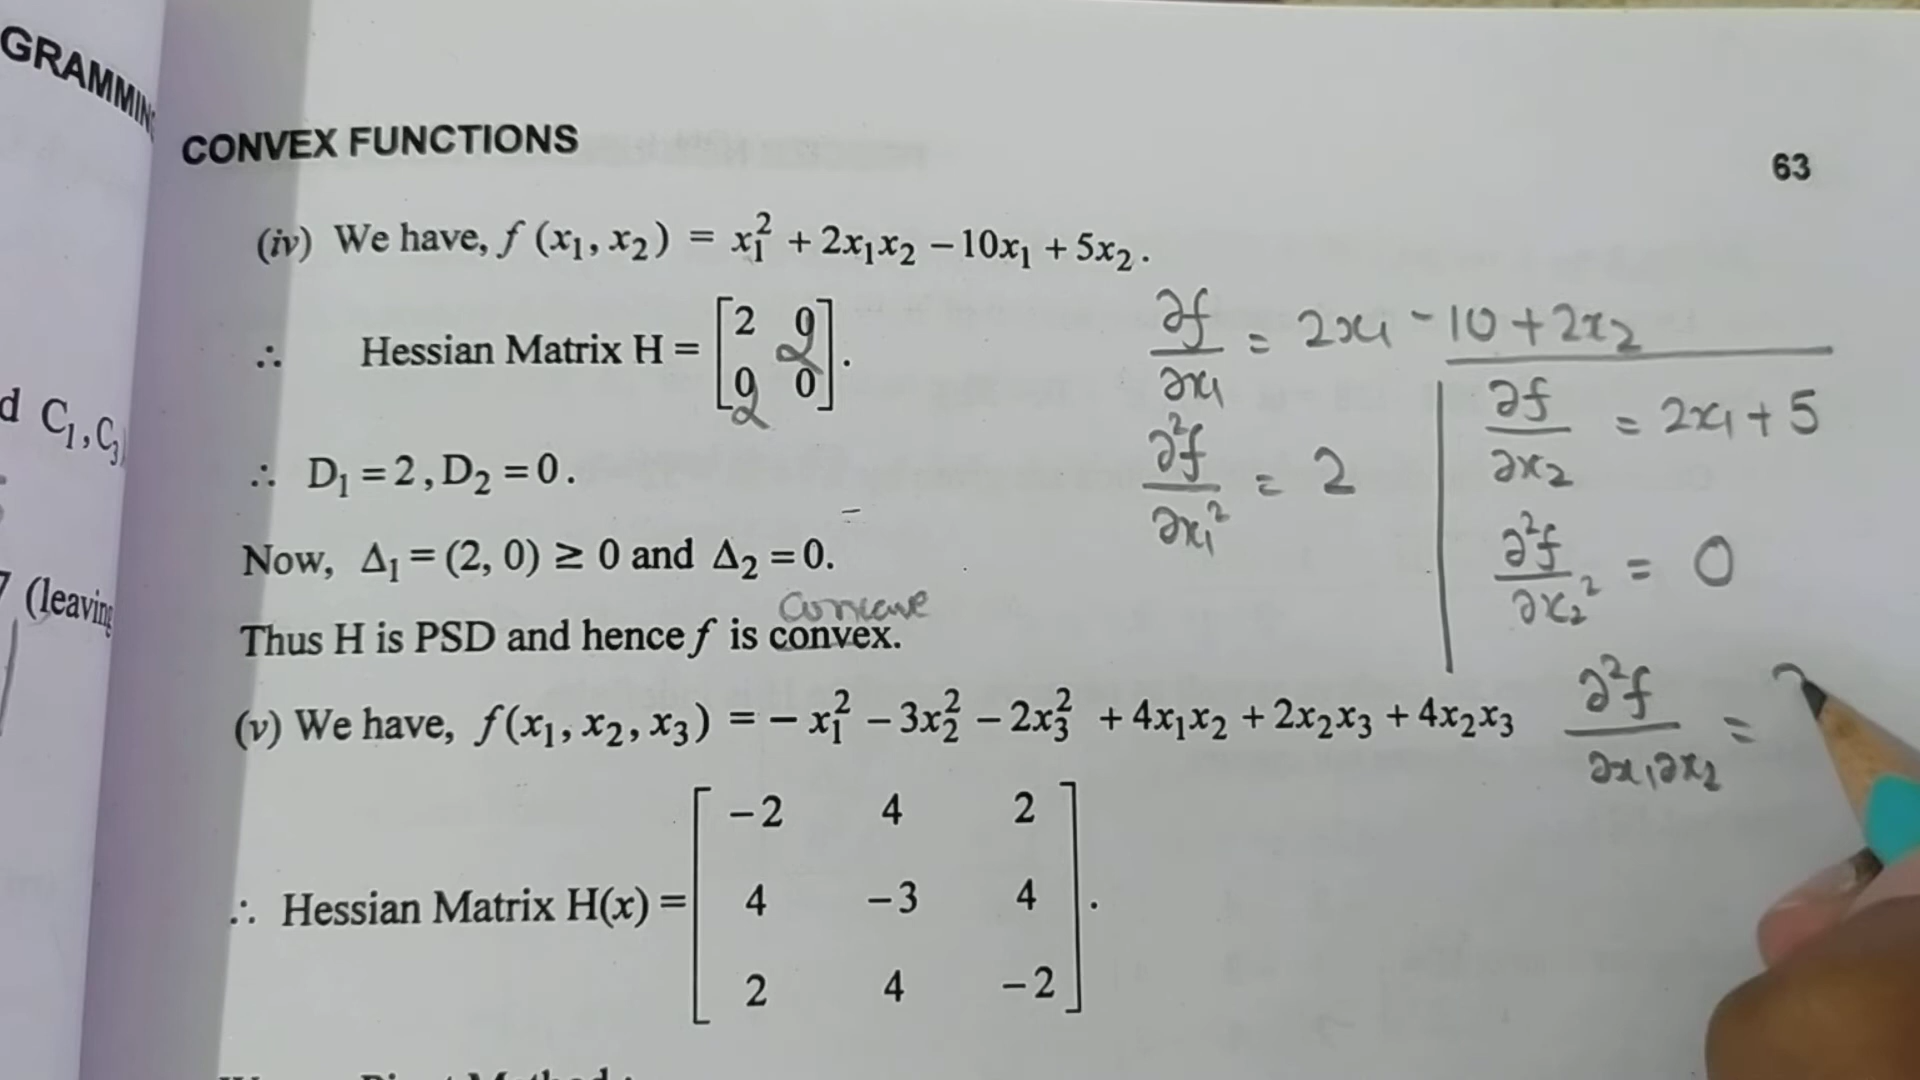 GRAMMIN
CONVEX FUNCTIONS
63
(iv) We have, f (x₁, x₂) = x₁² + 2x₁x₂ − 10x₁ + 5x₂.
∴ Hessian Matrix H = [2 0 2
0 2 0].
∂f/∂x₁ = 2x₁ - 10 + 2x₂
∂²f/∂x₁² = 2
∂f/∂x₂ = 2x₁ + 5
∂²f/∂x₂² = 0
d C₁, C₃
∴ D₁ = 2, D₂ = 0.
Now, Δ₁ = (2, 0) ≥ 0 and Δ₂ = 0.
(leaving
concave
Thus H is PSD and hence f is convex.
(v) We have, f(x₁, x₂, x₃) = − x₁² − 3x₂² − 2x₃² + 4x₁x₂ + 2x₂x₃ + 4x₂x₃
∂²f/∂x₁∂x₂ =
∴ Hessian Matrix H(x) = [−2 4 2
4 −3 4
2 4 −2].